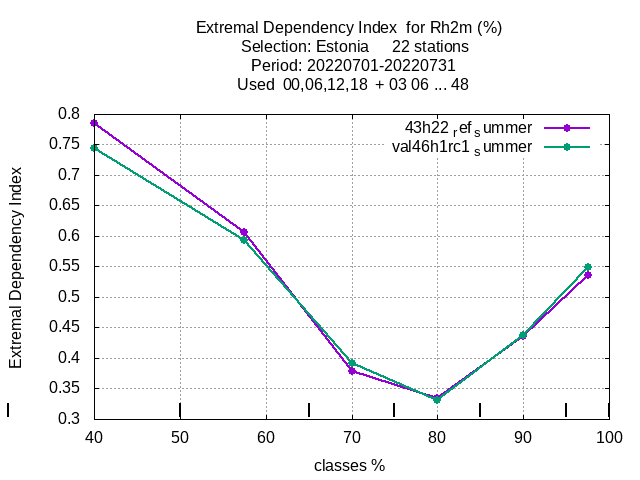 Extremal Dependency Index for Rh2m (%)
Selection: Estonia 22 stations
Period: 20220701-20220731
Used 00,06,12,18 + 03 06 ... 48
43h22 ref summer
val46h1rc1 summer
Extremal Dependency Index
0.8
0.75
0.7
0.65
0.6
0.55
0.5
0.45
0.4
0.35
0.3
40 50 60 70 80 90 100
classes %